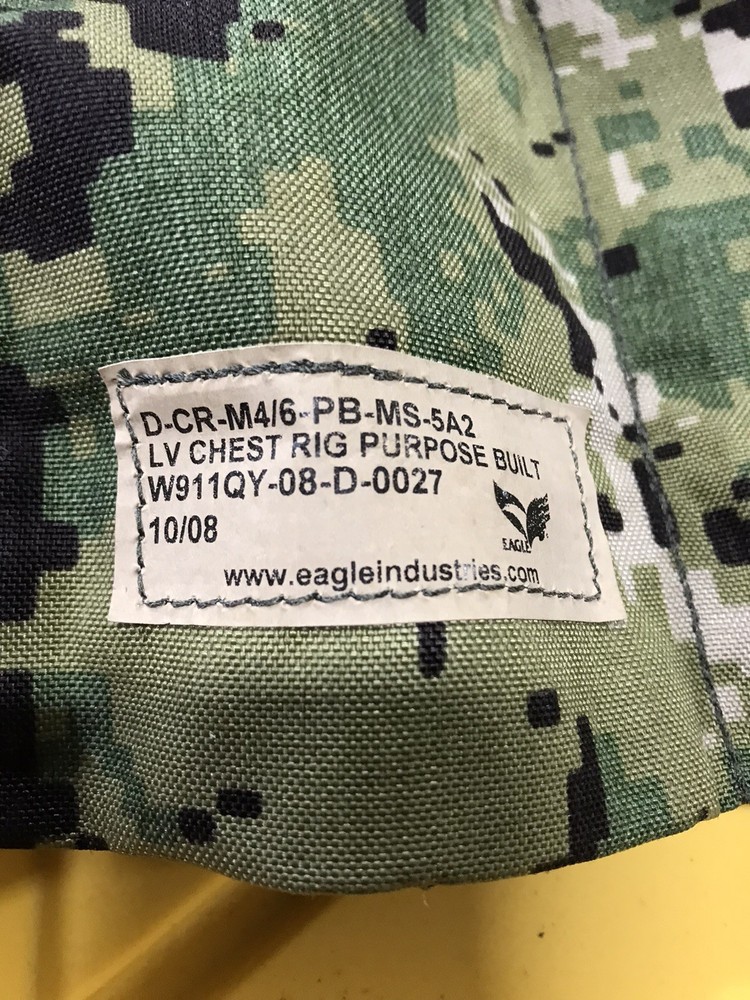 D-CR-M4/6-PB-MS-5A2
LV CHEST RIG PURPOSE BUILT
W911QY-08-D-0027
10/08
EAGLE
www.eagleindustries.com